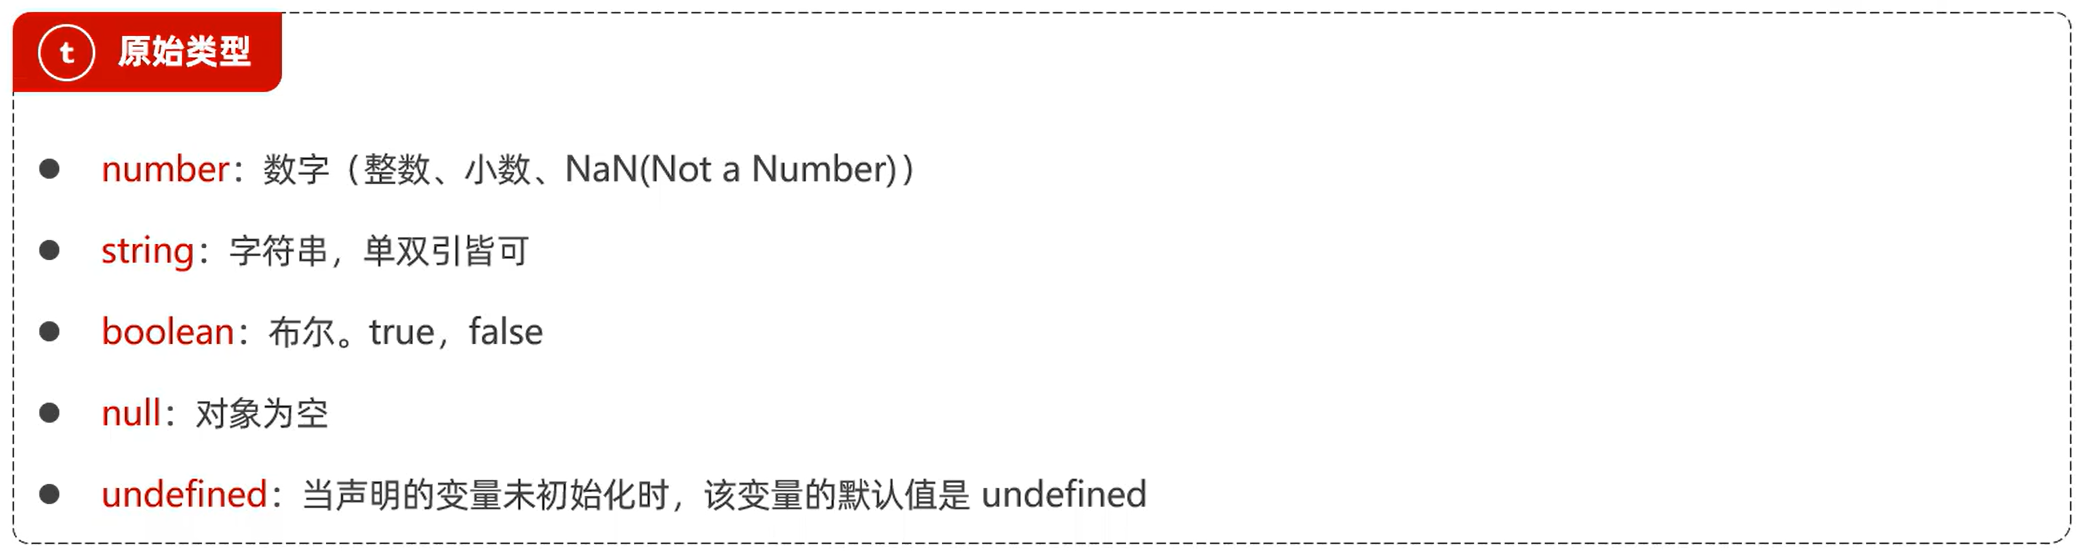 t 原始类型
● number：数字（整数、小数、NaN(Not a Number)）
● string：字符串，单双引皆可
● boolean：布尔。true，false
● null：对象为空
● undefined：当声明的变量未初始化时，该变量的默认值是 undefined